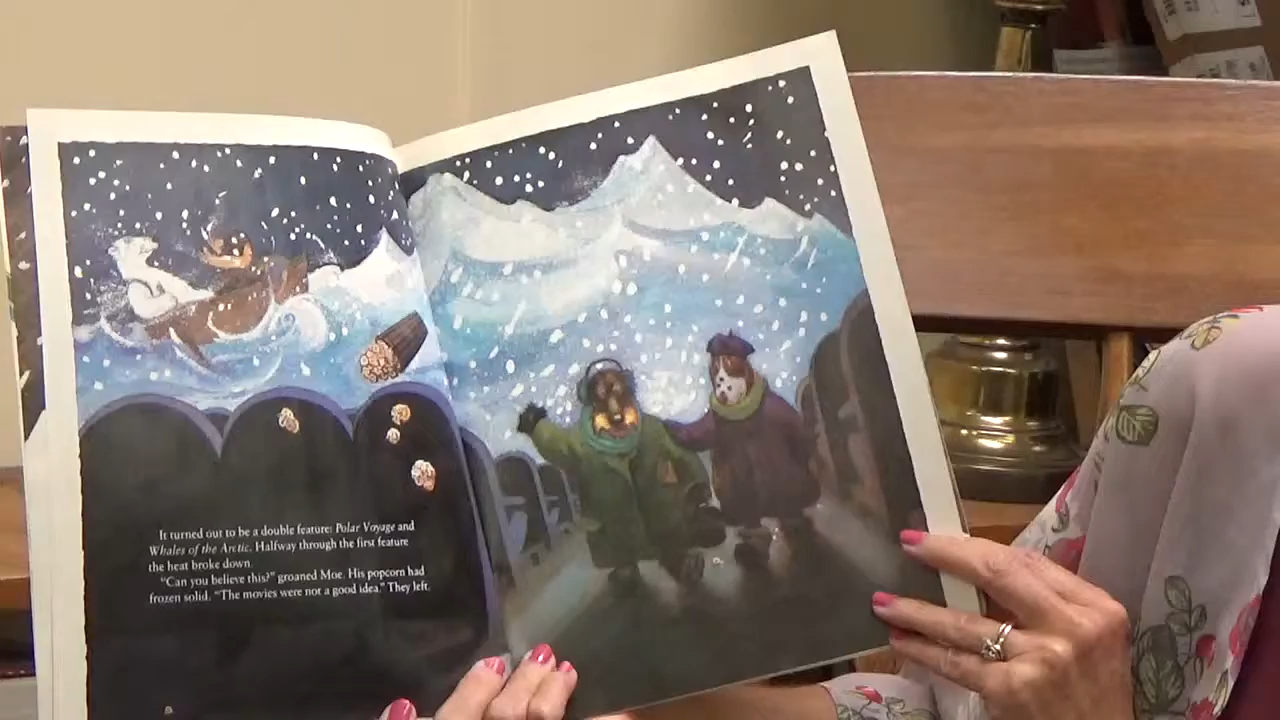 It turned out to be a double feature: Polar Voyage and
Whales of the Arctic. Halfway through the first feature
the heat broke down.
"Can you believe this?" groaned Moe. His popcorn had
frozen solid. "The movies were not a good idea." They left.